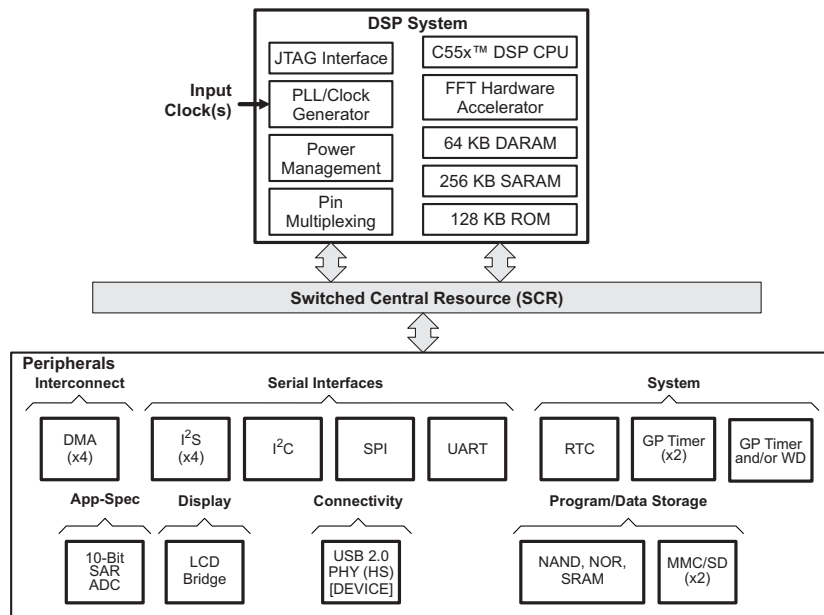 DSP System
JTAG Interface
C55x™ DSP CPU
Input
Clock(s)
PLL/Clock
Generator
FFT Hardware
Accelerator
Power
Management
64 KB DARAM
256 KB SARAM
Pin
Multiplexing
128 KB ROM
Switched Central Resource (SCR)
Peripherals
Interconnect
Serial Interfaces
System
DMA
(x4)
I²S
(x4)
I²C
SPI
UART
RTC
GP Timer
(x2)
GP Timer
and/or WD
App-Spec
Display
Connectivity
Program/Data Storage
10-Bit
SAR
ADC
LCD
Bridge
USB 2.0
PHY (HS)
[DEVICE]
NAND, NOR,
SRAM
MMC/SD
(x2)